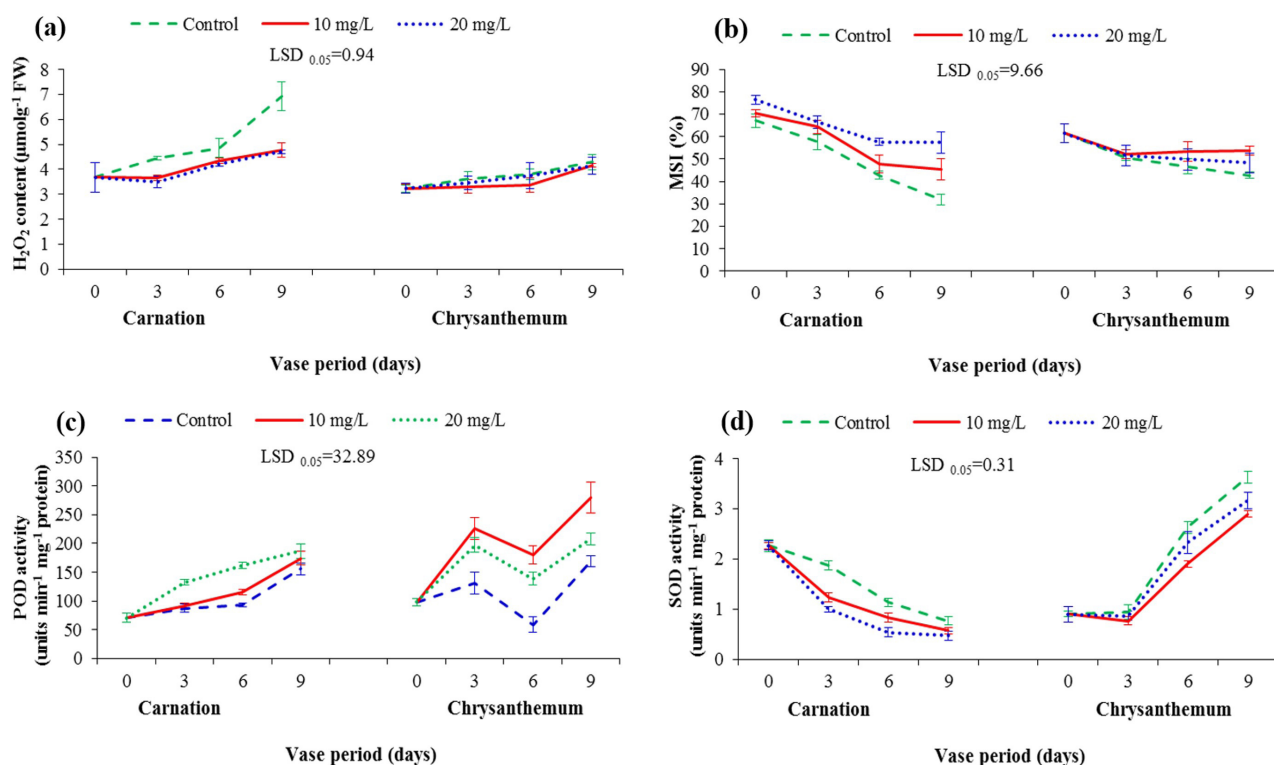 (a)
Control 10 mg/L 20 mg/L
LSD 0.05=0.94
H₂O₂ content (µmolg⁻¹ FW)
8
7
6
5
4
3
2
1
0
0 3 6 9 0 3 6 9
Carnation Chrysanthemum
Vase period (days)
(b)
Control 10 mg/L 20 mg/L
LSD 0.05=9.66
MSI (%)
90
80
70
60
50
40
30
20
10
0
0 3 6 9 0 3 6 9
Carnation Chrysanthemum
Vase period (days)
(c)
Control 10 mg/L 20 mg/L
LSD 0.05=32.89
POD activity
(units min⁻¹ mg⁻¹ protein)
350
300
250
200
150
100
50
0
0 3 6 9 0 3 6 9
Carnation Chrysanthemum
Vase period (days)
(d)
Control 10 mg/L 20 mg/L
LSD 0.05=0.31
SOD activity
(units min⁻¹ mg⁻¹ protein)
4
3
2
1
0
0 3 6 9 0 3 6 9
Carnation Chrysanthemum
Vase period (days)